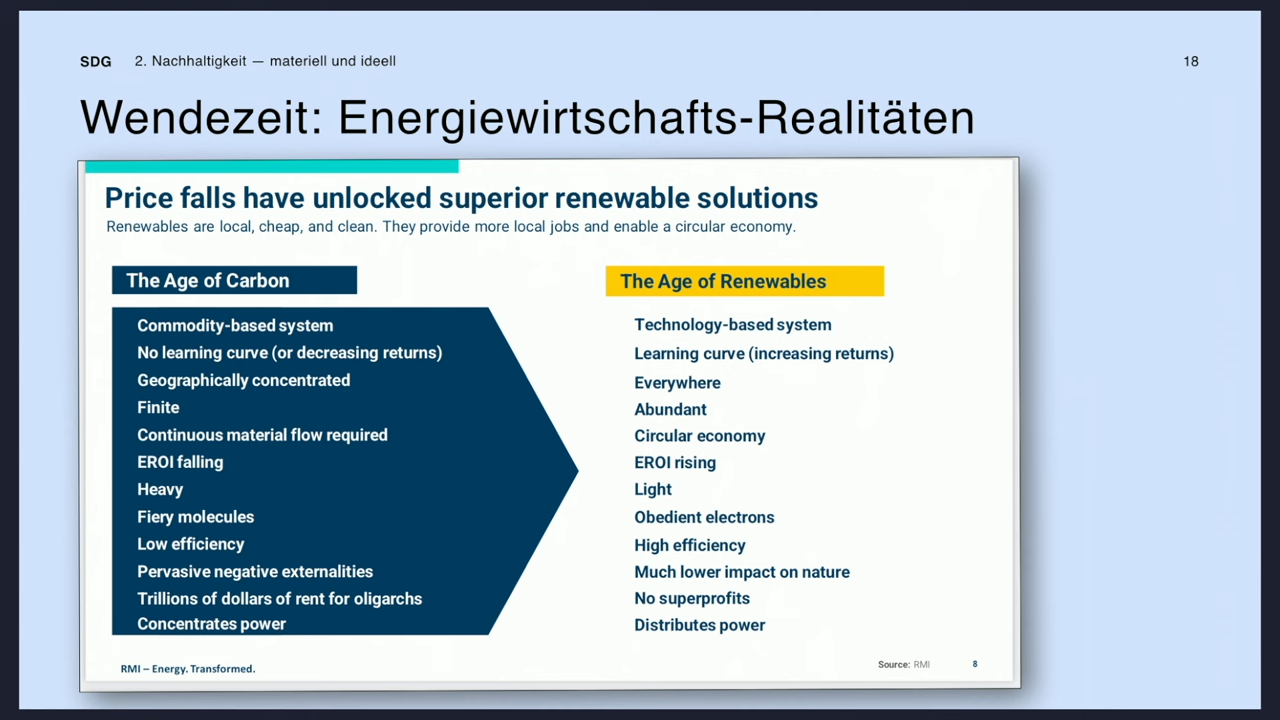 SDG 2. Nachhaltigkeit — materiell und ideell 18
Wendezeit: Energiewirtschafts-Realitäten
Price falls have unlocked superior renewable solutions
Renewables are local, cheap, and clean. They provide more local jobs and enable a circular economy.
The Age of Carbon
Commodity-based system
No learning curve (or decreasing returns)
Geographically concentrated
Finite
Continuous material flow required
EROI falling
Heavy
Fiery molecules
Low efficiency
Pervasive negative externalities
Trillions of dollars of rent for oligarchs
Concentrates power
The Age of Renewables
Technology-based system
Learning curve (increasing returns)
Everywhere
Abundant
Circular economy
EROI rising
Light
Obedient electrons
High efficiency
Much lower impact on nature
No superprofits
Distributes power
RMI – Energy. Transformed.
Source: RMI 8